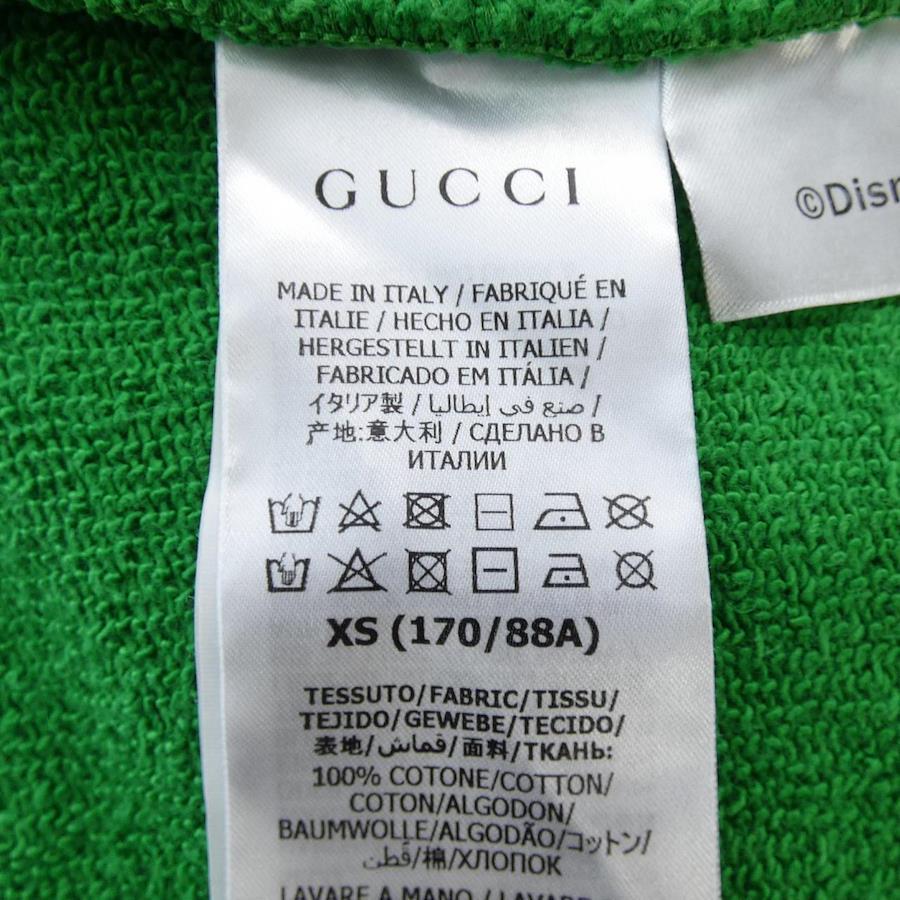 GUCCI
MADE IN ITALY / FABRIQUÉ EN
ITALIE / HECHO EN ITALIA /
HERGESTELLT IN ITALIEN /
FABRICADO EM ITÁLIA /
イタリア製 / صنع في إيطاليا /
产地:意大利 / СДЕЛАНО В
ИТАЛИИ
XS (170/88A)
TESSUTO/FABRIC/TISSU/
TEJIDO/GEWEBE/TECIDO/
表地/قماش/面料/ТКАНЬ:
100% COTONE/COTTON/
COTON/ALGODON/
BAUMWOLLE/ALGODÃO/コットン/
قطن/棉/ХЛОПОК
LAVARE A MANO / LAVARE
©Disn